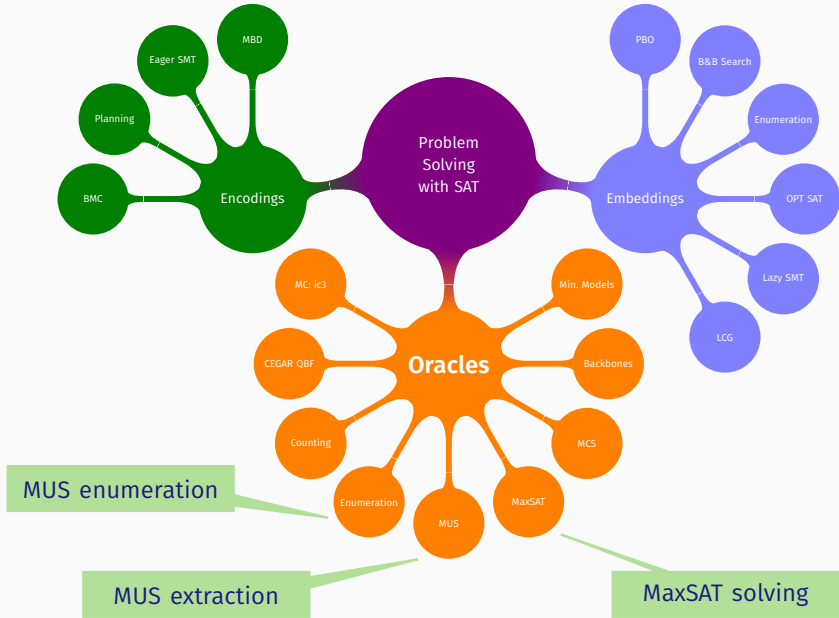 MBD
Eager SMT
Planning
BMC
Encodings
Problem
Solving
with SAT
PBO
B&B Search
Enumeration
OPT SAT
Lazy SMT
LCG
Embeddings
MC: ic3
CEGAR QBF
Counting
Enumeration
MUS
MaxSAT
MCS
Backbones
Min. Models
Oracles
MUS enumeration
MUS extraction
MaxSAT solving